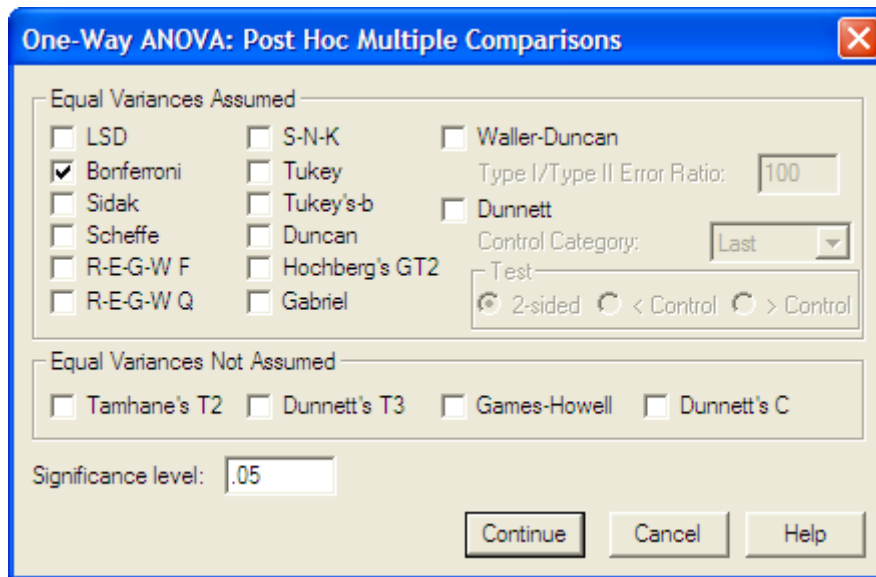 One-Way ANOVA: Post Hoc Multiple Comparisons
Equal Variances Assumed
LSD
Bonferroni
Sidak
Scheffe
R-E-G-W F
R-E-G-W Q
S-N-K
Tukey
Tukey's-b
Duncan
Hochberg's GT2
Gabriel
Waller-Duncan
Type I/Type II Error Ratio: 100
Dunnett
Control Category: Last
Test
2-sided < Control > Control
Equal Variances Not Assumed
Tamhane's T2 Dunnett's T3 Games-Howell Dunnett's C
Significance level: .05
Continue Cancel Help